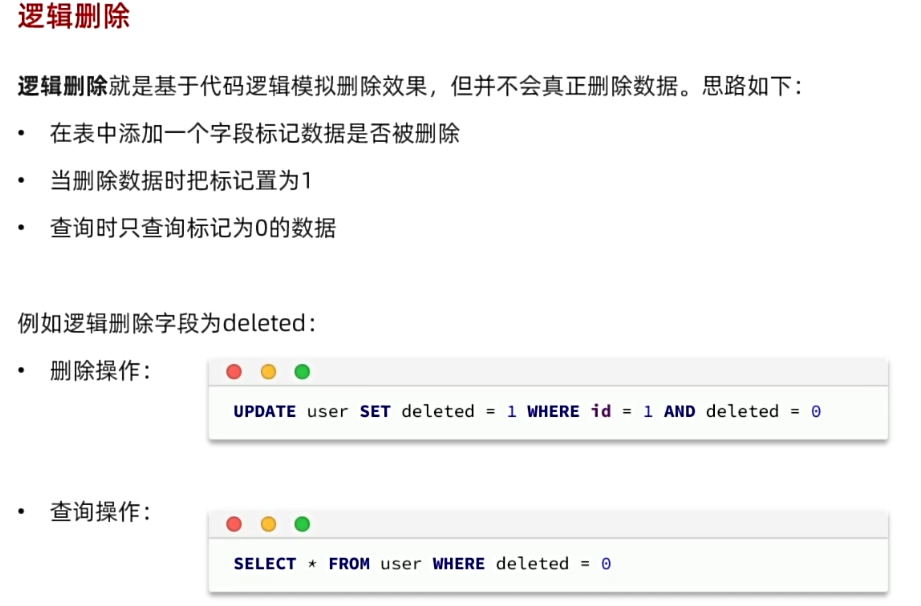 逻辑删除
逻辑删除就是基于代码逻辑模拟删除效果，但并不会真正删除数据。思路如下：
• 在表中添加一个字段标记数据是否被删除
• 当删除数据时把标记置为1
• 查询时只查询标记为0的数据
例如逻辑删除字段为deleted：
• 删除操作：
UPDATE user SET deleted = 1 WHERE id = 1 AND deleted = 0
• 查询操作：
SELECT * FROM user WHERE deleted = 0